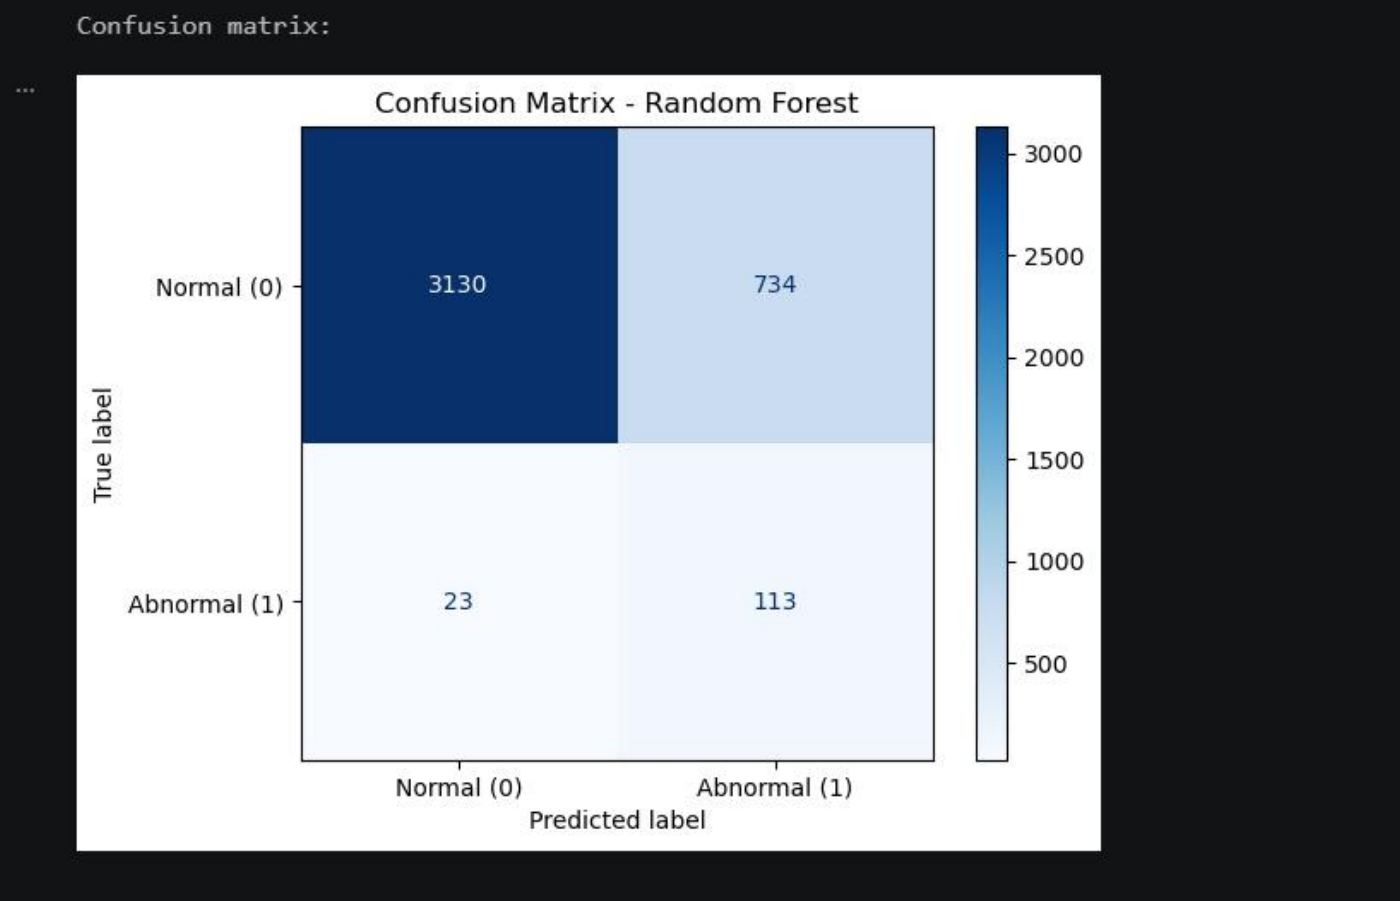 Confusion matrix:
...
Confusion Matrix - Random Forest
3000
Normal (0)
3130
734
2500
2000
True label
1500
1000
Abnormal (1)
23
113
500
Normal (0)
Abnormal (1)
Predicted label